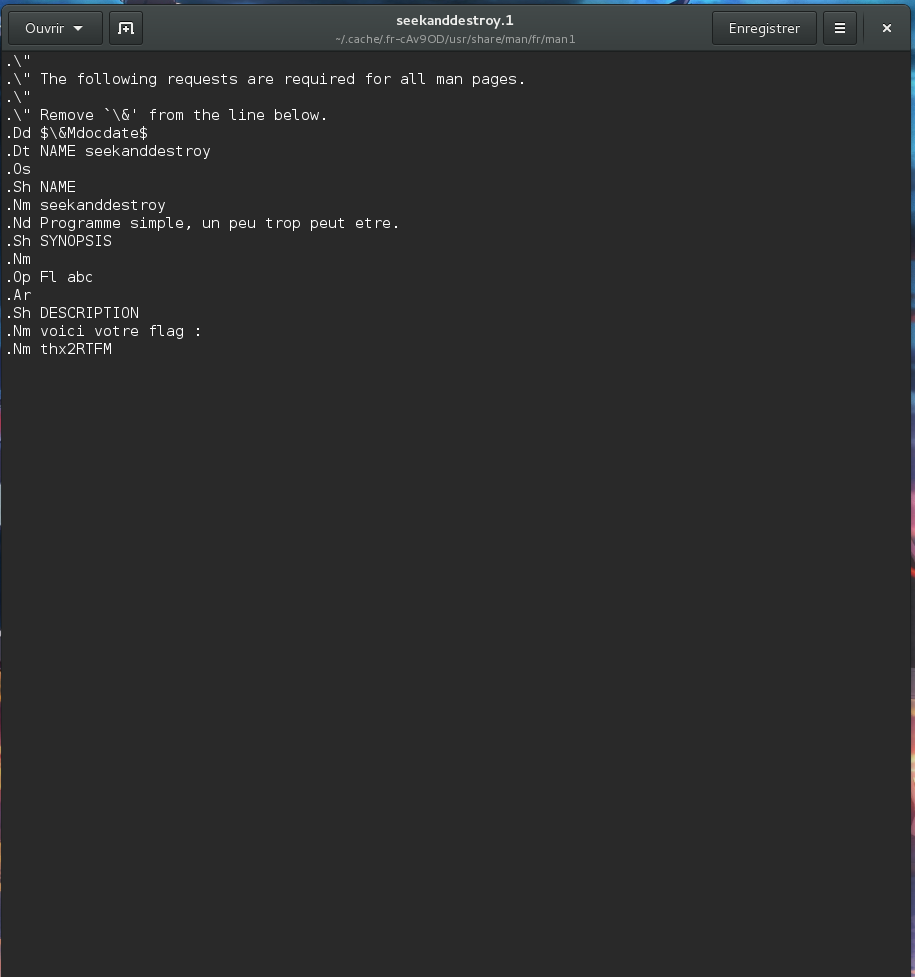 Ouvrir
seekanddestroy.1
~/.cache/.fr-cAv9OD/usr/share/man/fr/man1
Enregistrer
.\"
.\" The following requests are required for all man pages.
.\"
.\" Remove `\&' from the line below.
.Dd $\&Mdocdate$
.Dt NAME seekanddestroy
.Os
.Sh NAME
.Nm seekanddestroy
.Nd Programme simple, un peu trop peut etre.
.Sh SYNOPSIS
.Nm
.Op Fl abc
.Ar
.Sh DESCRIPTION
.Nm voici votre flag :
.Nm thx2RTFM